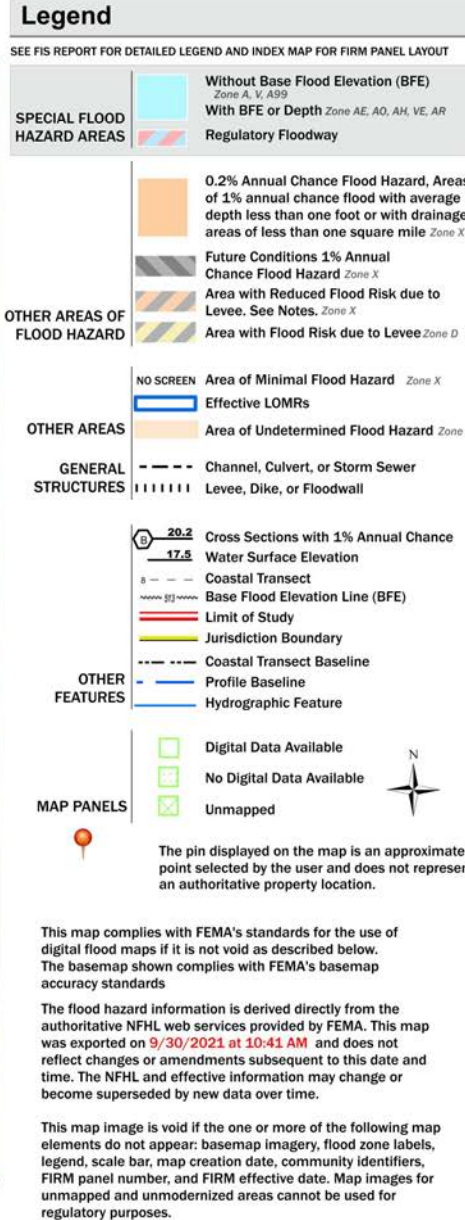 Legend
SEE FIS REPORT FOR DETAILED LEGEND AND INDEX MAP FOR FIRM PANEL LAYOUT
SPECIAL FLOOD
HAZARD AREAS
Without Base Flood Elevation (BFE)
Zone A, V, A99
With BFE or Depth Zone AE, AO, AH, VE, AR
Regulatory Floodway
OTHER AREAS OF
FLOOD HAZARD
0.2% Annual Chance Flood Hazard, Areas
of 1% annual chance flood with average
depth less than one foot or with drainage
areas of less than one square mile Zone X
Future Conditions 1% Annual
Chance Flood Hazard Zone X
Area with Reduced Flood Risk due to
Levee. See Notes. Zone X
Area with Flood Risk due to Levee Zone D
OTHER AREAS
NO SCREEN Area of Minimal Flood Hazard Zone X
Effective LOMRs
Area of Undetermined Flood Hazard Zone
GENERAL
STRUCTURES
Channel, Culvert, or Storm Sewer
Levee, Dike, or Floodwall
OTHER
FEATURES
B 20.2 Cross Sections with 1% Annual Chance
17.5 Water Surface Elevation
8 Coastal Transect
513 Base Flood Elevation Line (BFE)
Limit of Study
Jurisdiction Boundary
Coastal Transect Baseline
Profile Baseline
Hydrographic Feature
MAP PANELS
Digital Data Available
No Digital Data Available
Unmapped
N
The pin displayed on the map is an approximate
point selected by the user and does not represen
an authoritative property location.
This map complies with FEMA's standards for the use of
digital flood maps if it is not void as described below.
The basemap shown complies with FEMA's basemap
accuracy standards
The flood hazard information is derived directly from the
authoritative NFHL web services provided by FEMA. This map
was exported on 9/30/2021 at 10:41 AM and does not
reflect changes or amendments subsequent to this date and
time. The NFHL and effective information may change or
become superseded by new data over time.
This map image is void if the one or more of the following map
elements do not appear: basemap imagery, flood zone labels,
legend, scale bar, map creation date, community identifiers,
FIRM panel number, and FIRM effective date. Map images for
unmapped and unmodernized areas cannot be used for
regulatory purposes.